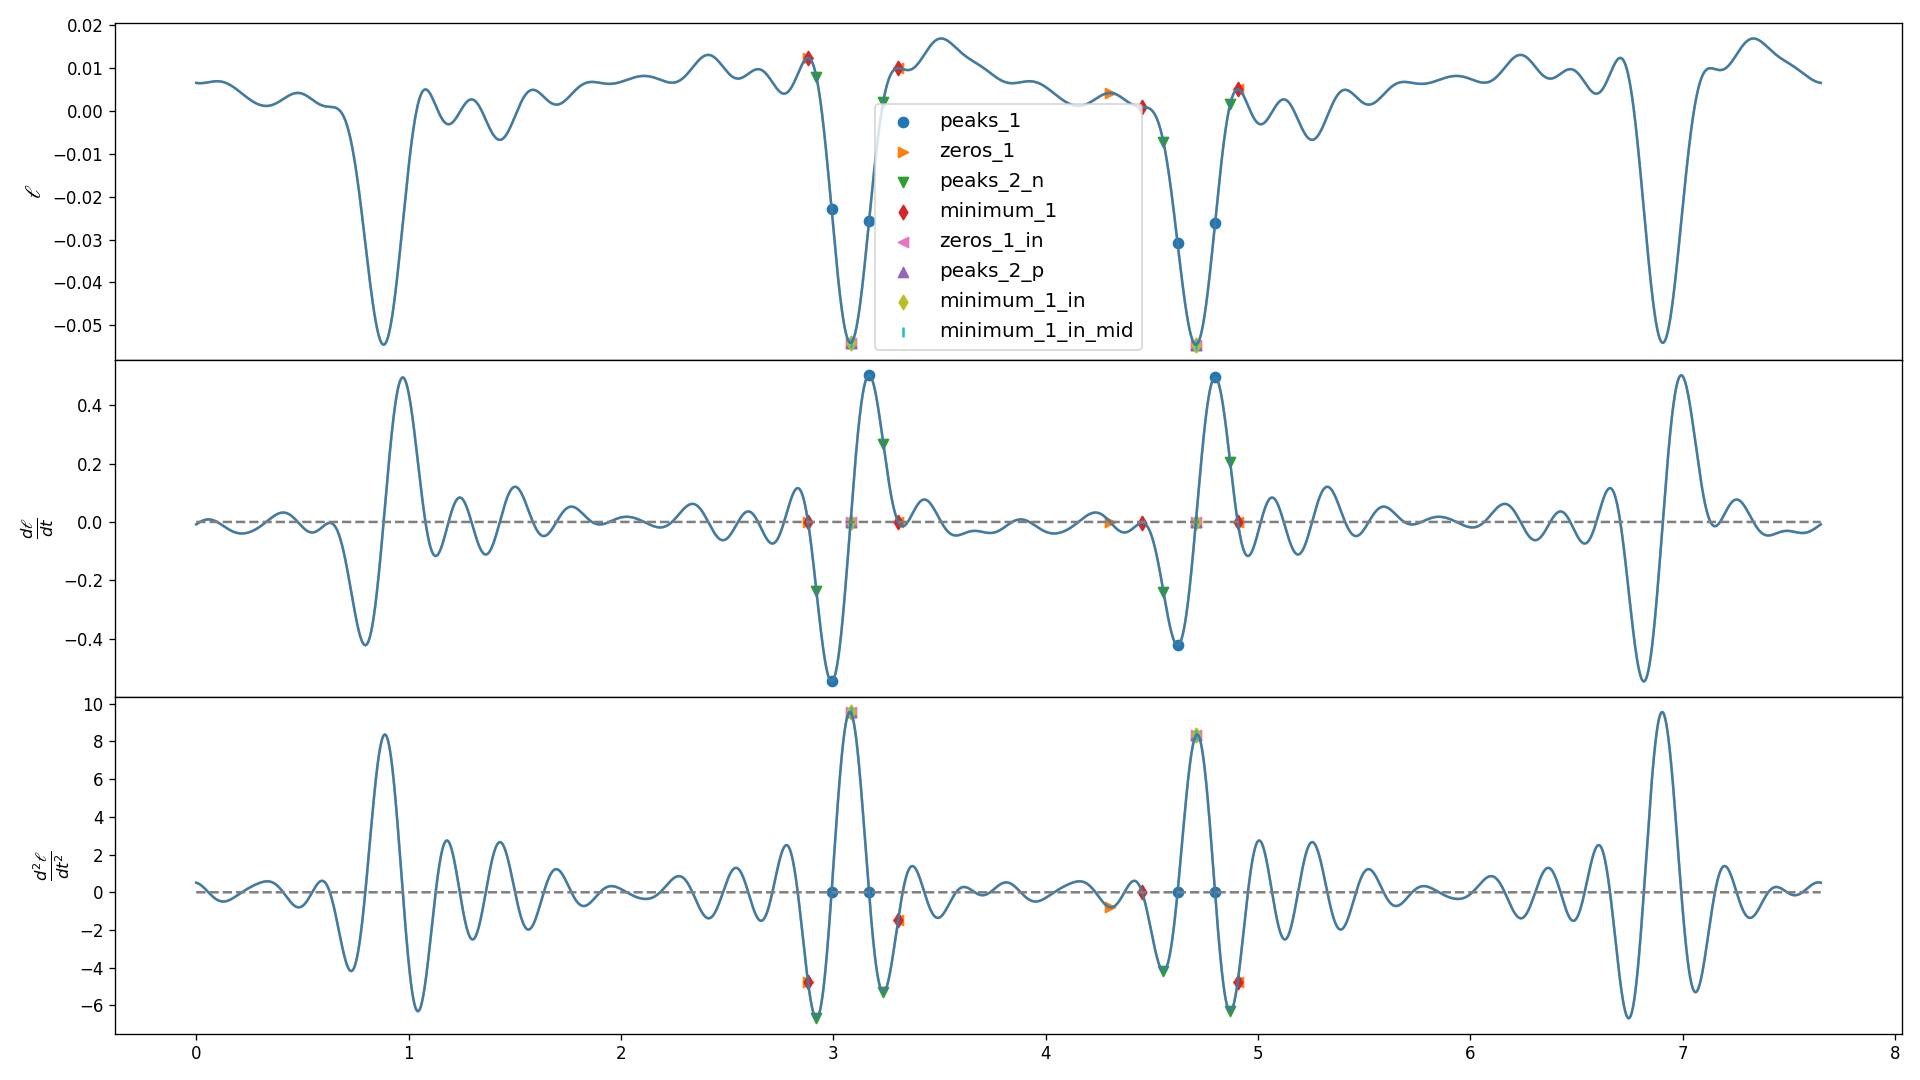 0.02
0.01
0.00
−0.01
−0.02
−0.03
−0.04
−0.05
ℓ
peaks_1
zeros_1
peaks_2_n
minimum_1
zeros_1_in
peaks_2_p
minimum_1_in
minimum_1_in_mid
0.4
0.2
0.0
−0.2
−0.4
dℓ
dt
10
8
6
4
2
0
−2
−4
−6
d²ℓ
dt²
0 1 2 3 4 5 6 7 8